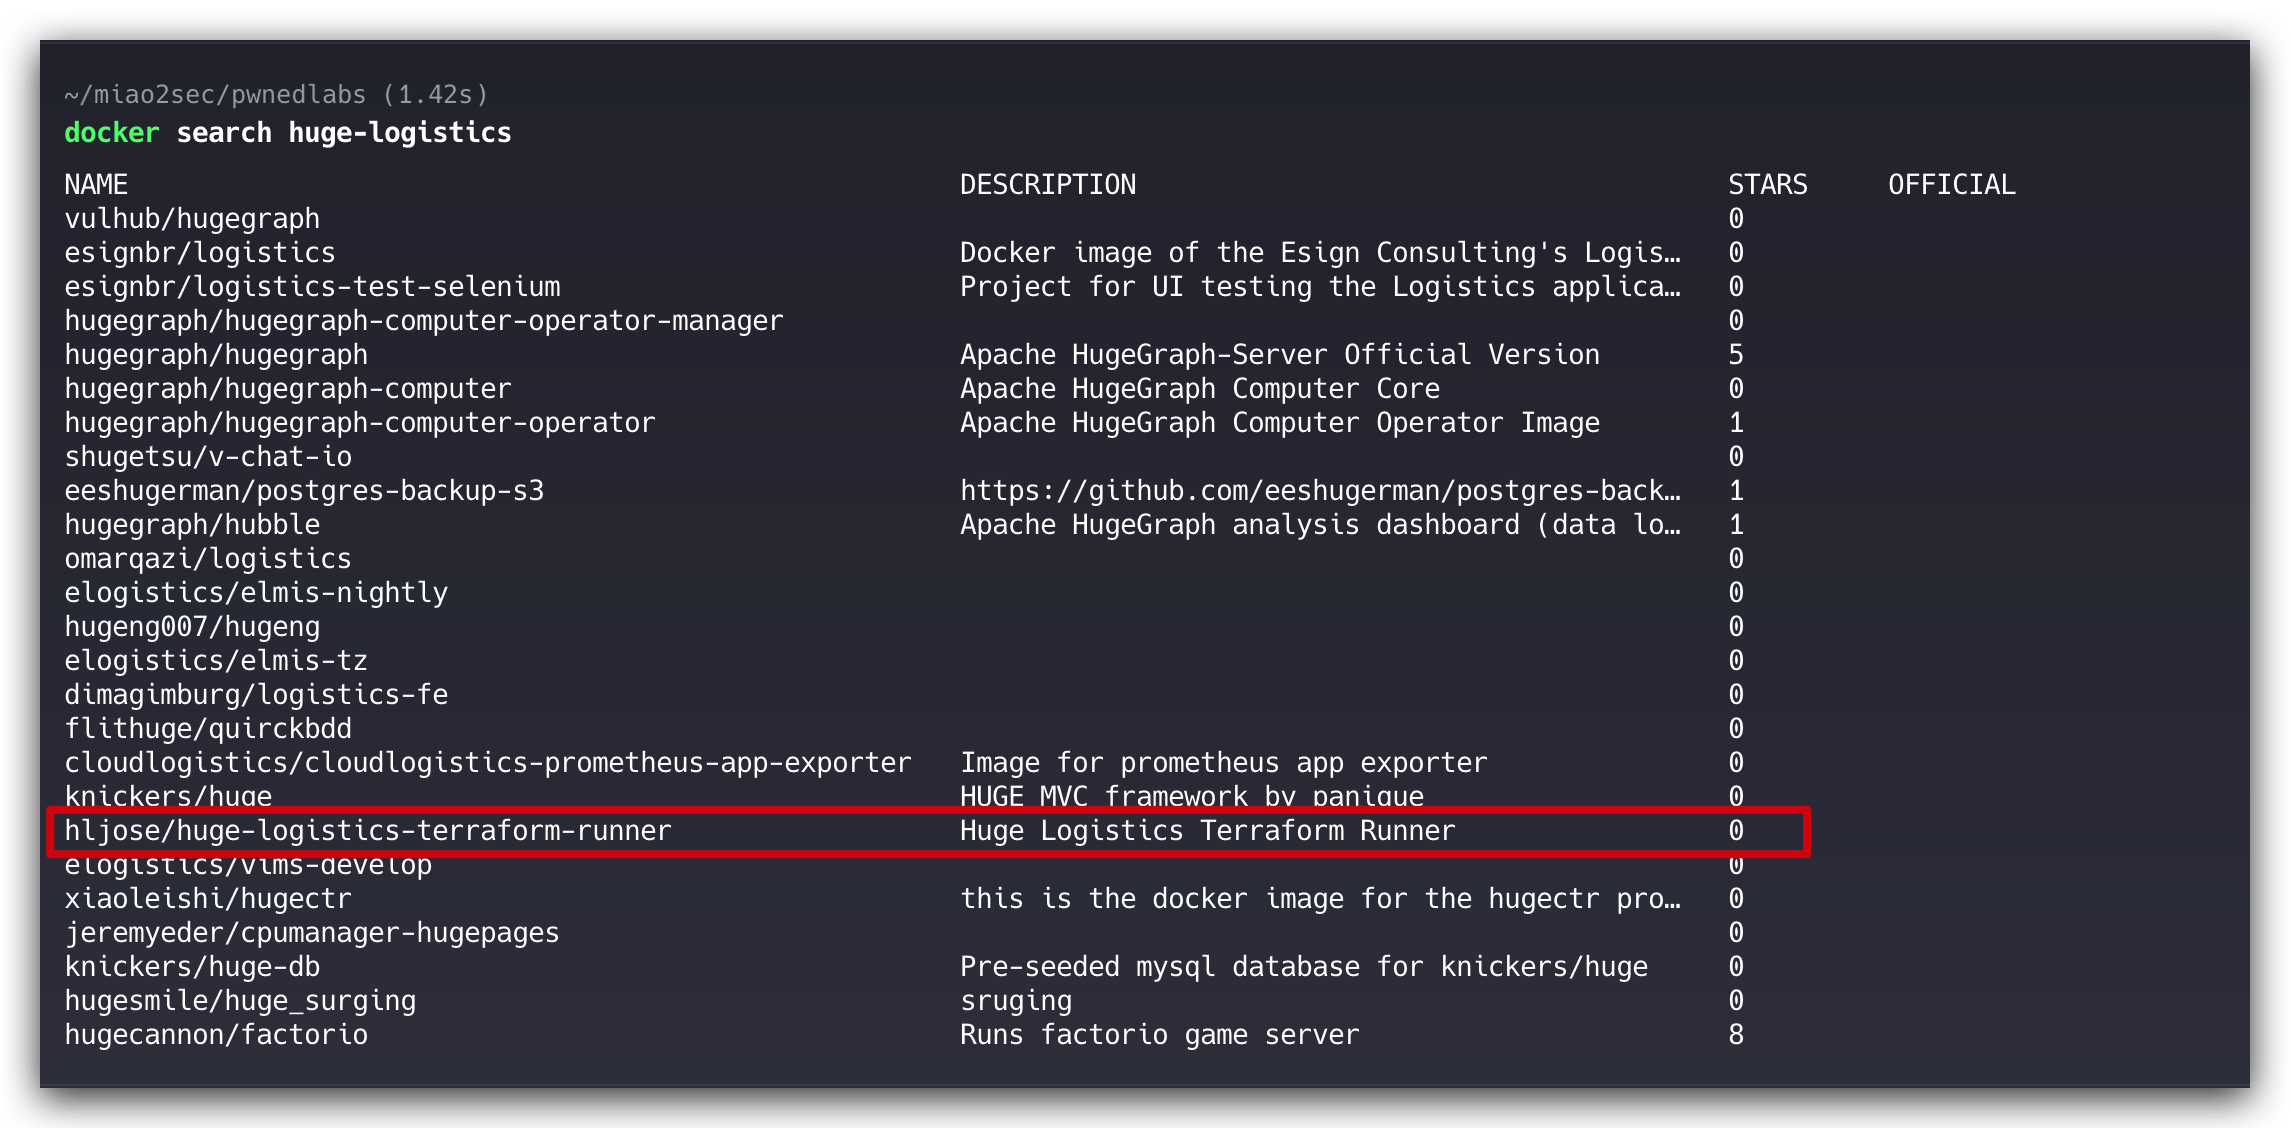 ~/miao2sec/pwnedlabs (1.42s)
docker search huge-logistics
NAME DESCRIPTION STARS OFFICIAL
vulhub/hugegraph 0
esignbr/logistics Docker image of the Esign Consulting's Logis… 0
esignbr/logistics-test-selenium Project for UI testing the Logistics applica… 0
hugegraph/hugegraph-computer-operator-manager 0
hugegraph/hugegraph Apache HugeGraph-Server Official Version 5
hugegraph/hugegraph-computer Apache HugeGraph Computer Core 0
hugegraph/hugegraph-computer-operator Apache HugeGraph Computer Operator Image 1
shugetsu/v-chat-io 0
eeshugerman/postgres-backup-s3 https://github.com/eeshugerman/postgres-back… 1
hugegraph/hubble Apache HugeGraph analysis dashboard (data lo… 1
omarqazi/logistics 0
elogistics/elmis-nightly 0
hugeng007/hugeng 0
elogistics/elmis-tz 0
dimagimburg/logistics-fe 0
flithuge/quirckbdd 0
cloudlogistics/cloudlogistics-prometheus-app-exporter Image for prometheus app exporter 0
knickers/huge HUGE MVC framework by panique 0
hljose/huge-logistics-terraform-runner Huge Logistics Terraform Runner 0
elogistics/vims-develop 0
xiaoleishi/hugectr this is the docker image for the hugectr pro… 0
jeremyeder/cpumanager-hugepages 0
knickers/huge-db Pre-seeded mysql database for knickers/huge 0
hugesmile/huge_surging sruging 0
hugecannon/factorio Runs factorio game server 8